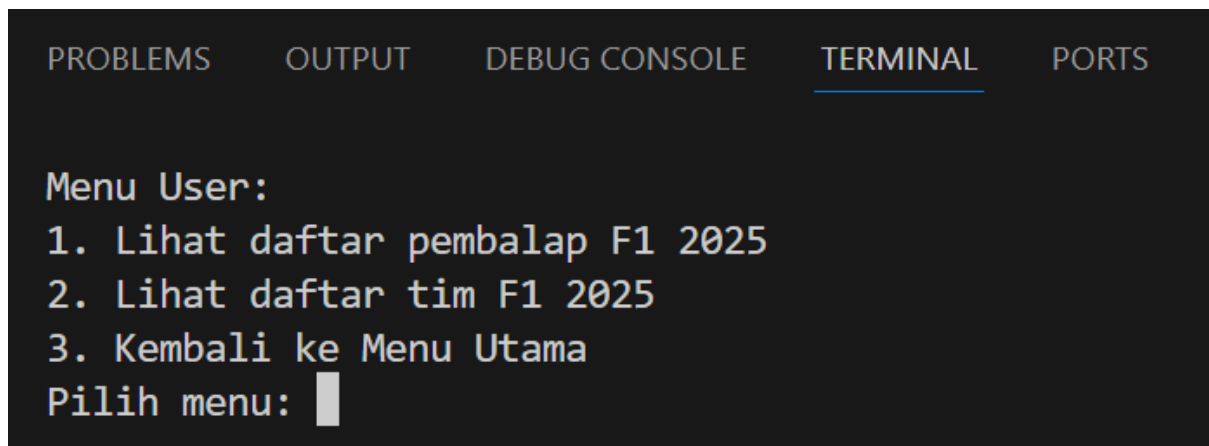 PROBLEMS OUTPUT DEBUG CONSOLE TERMINAL PORTS
Menu User:
1. Lihat daftar pembalap F1 2025
2. Lihat daftar tim F1 2025
3. Kembali ke Menu Utama
Pilih menu: